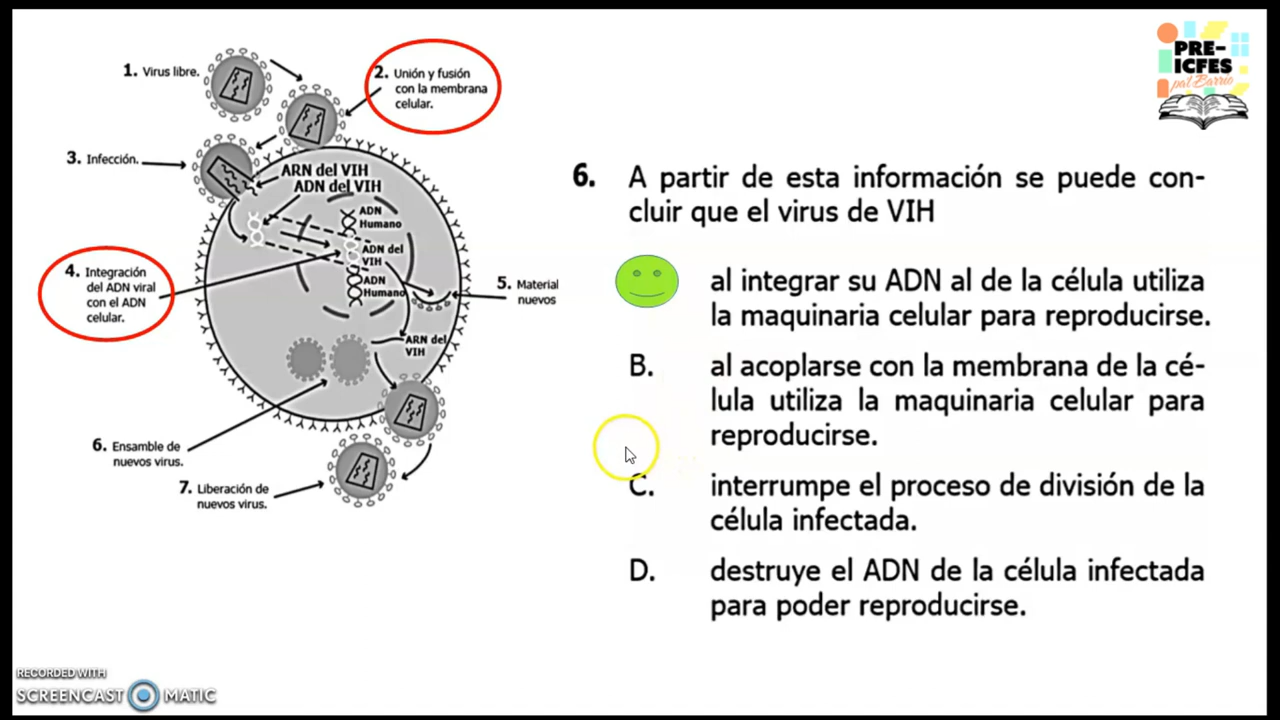 PRE-
ICFES
pal Barrio
1. Virus libre.
2. Unión y fusión
con la membrana
celular.
3. Infección.
ARN del VIH
ADN del VIH
ADN
Humano
ADN del
VIH
ADN
Humano
4. Integración
del ADN viral
con el ADN
celular.
5. Material
nuevos
ARN del
VIH
6. Ensamble de
nuevos virus.
7. Liberación de
nuevos virus.
6. A partir de esta información se puede con-
cluir que el virus de VIH
al integrar su ADN al de la célula utiliza
la maquinaria celular para reproducirse.
B. al acoplarse con la membrana de la cé-
lula utiliza la maquinaria celular para
reproducirse.
C. interrumpe el proceso de división de la
célula infectada.
D. destruye el ADN de la célula infectada
para poder reproducirse.
RECORDED WITH
SCREENCAST MATIC